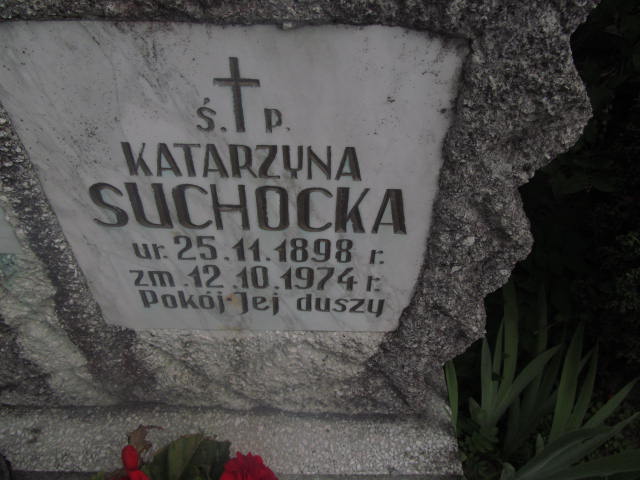 ś. p.
KATARZYNA
SUCHOCKA
ur. 25.11.1898 r.
zm. 12.10.1974 r.
Pokój Jej duszy